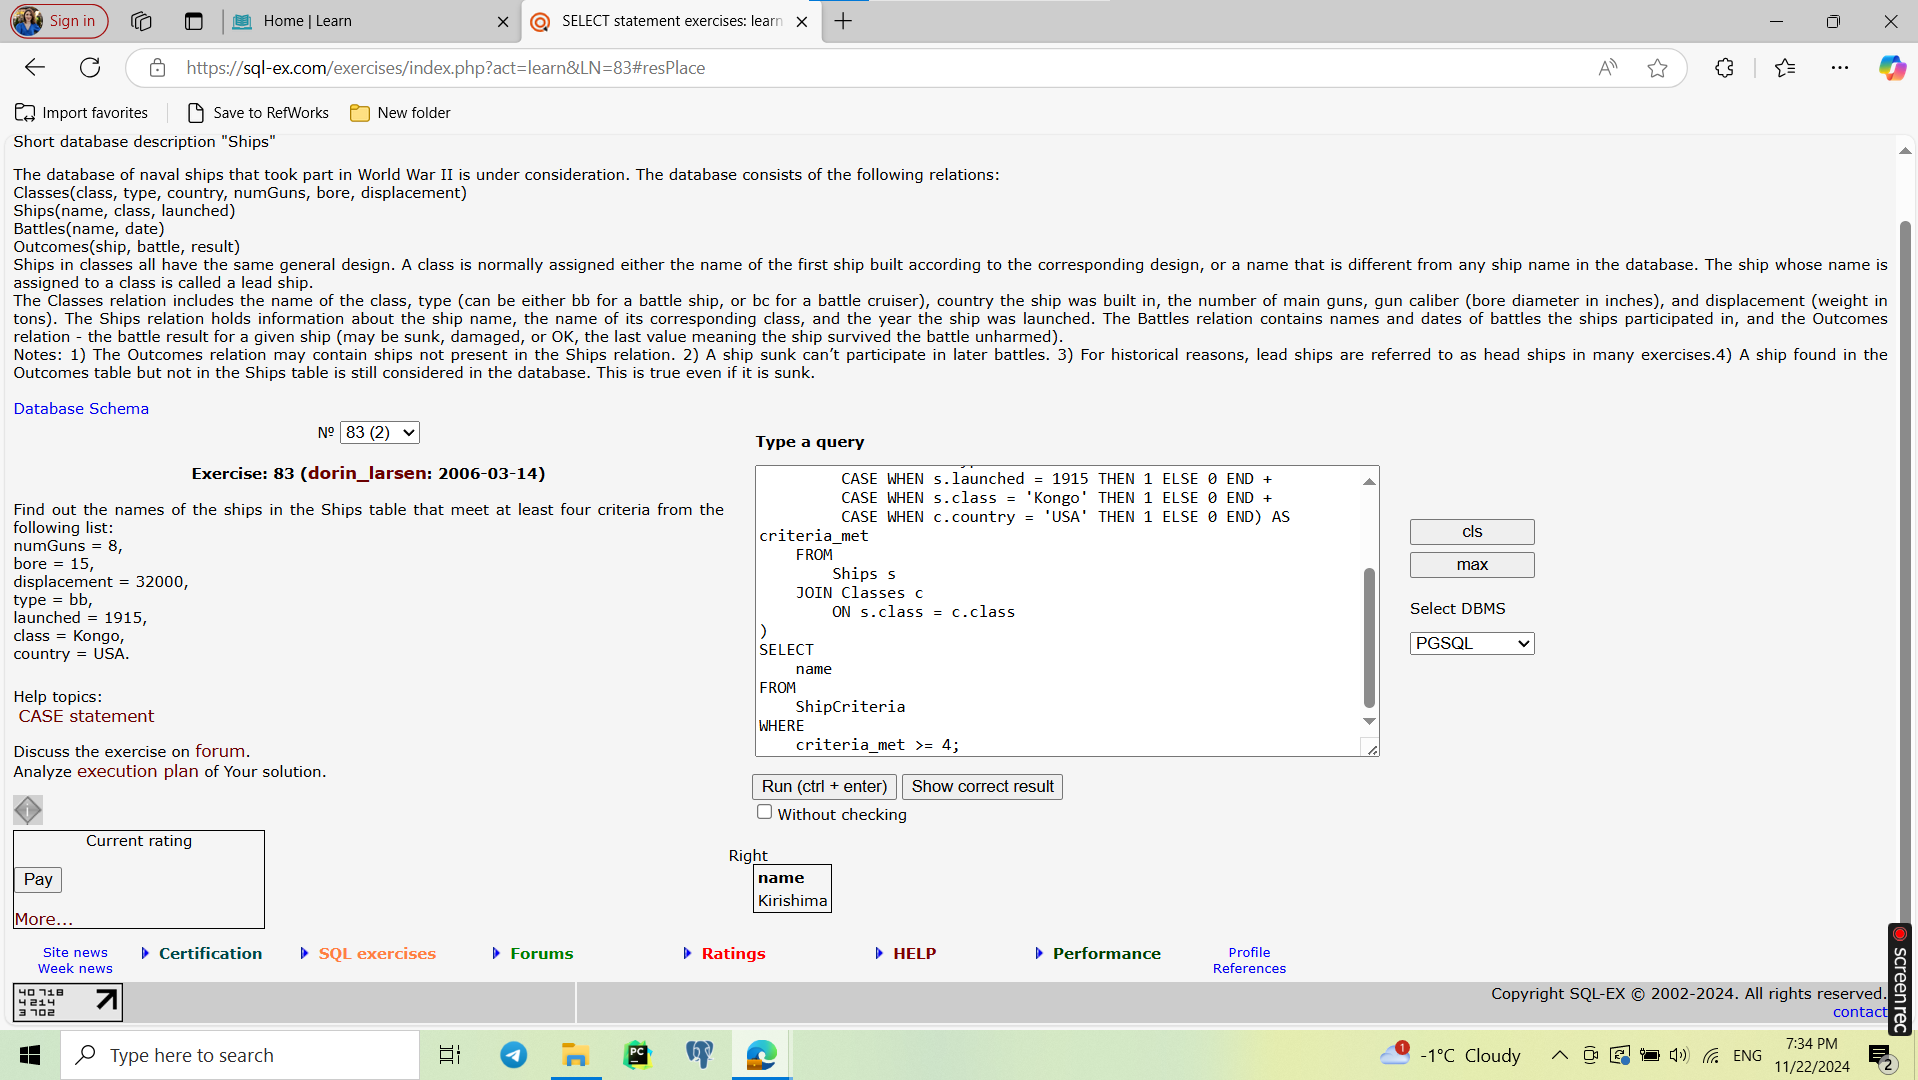 Sign in
Home | Learn
SELECT statement exercises: learn
https://sql-ex.com/exercises/index.php?act=learn&LN=83#resPlace
Import favorites
Save to RefWorks
New folder
Short database description "Ships"
The database of naval ships that took part in World War II is under consideration. The database consists of the following relations:
Classes(class, type, country, numGuns, bore, displacement)
Ships(name, class, launched)
Battles(name, date)
Outcomes(ship, battle, result)
Ships in classes all have the same general design. A class is normally assigned either the name of the first ship built according to the corresponding design, or a name that is different from any ship name in the database. The ship whose name is
assigned to a class is called a lead ship.
The Classes relation includes the name of the class, type (can be either bb for a battle ship, or bc for a battle cruiser), country the ship was built in, the number of main guns, gun caliber (bore diameter in inches), and displacement (weight in
tons). The Ships relation holds information about the ship name, the name of its corresponding class, and the year the ship was launched. The Battles relation contains names and dates of battles the ships participated in, and the Outcomes
relation - the battle result for a given ship (may be sunk, damaged, or OK, the last value meaning the ship survived the battle unharmed).
Notes: 1) The Outcomes relation may contain ships not present in the Ships relation. 2) A ship sunk can’t participate in later battles. 3) For historical reasons, lead ships are referred to as head ships in many exercises.4) A ship found in the
Outcomes table but not in the Ships table is still considered in the database. This is true even if it is sunk.
Database Schema
№ 83 (2)
Exercise: 83 (dorin_larsen: 2006-03-14)
Find out the names of the ships in the Ships table that meet at least four criteria from the
following list:
numGuns = 8,
bore = 15,
displacement = 32000,
type = bb,
launched = 1915,
class = Kongo,
country = USA.
Help topics:
CASE statement
Discuss the exercise on forum.
Analyze execution plan of Your solution.
Current rating
Pay
More...
Type a query
CASE WHEN s.launched = 1915 THEN 1 ELSE 0 END +
CASE WHEN s.class = 'Kongo' THEN 1 ELSE 0 END +
CASE WHEN c.country = 'USA' THEN 1 ELSE 0 END) AS
criteria_met
FROM
Ships s
JOIN Classes c
ON s.class = c.class
)
SELECT
name
FROM
ShipCriteria
WHERE
criteria_met >= 4;
cls
max
Select DBMS
PGSQL
Run (ctrl + enter)
Show correct result
Without checking
Right
name
Kirishima
Site news
Week news
Certification
SQL exercises
Forums
Ratings
HELP
Performance
Profile
References
40 718
4 214
3 702
Copyright SQL-EX © 2002-2024. All rights reserved.
contact
screen rec
Type here to search
PC
1
-1°C Cloudy
ENG
7:34 PM
11/22/2024
2